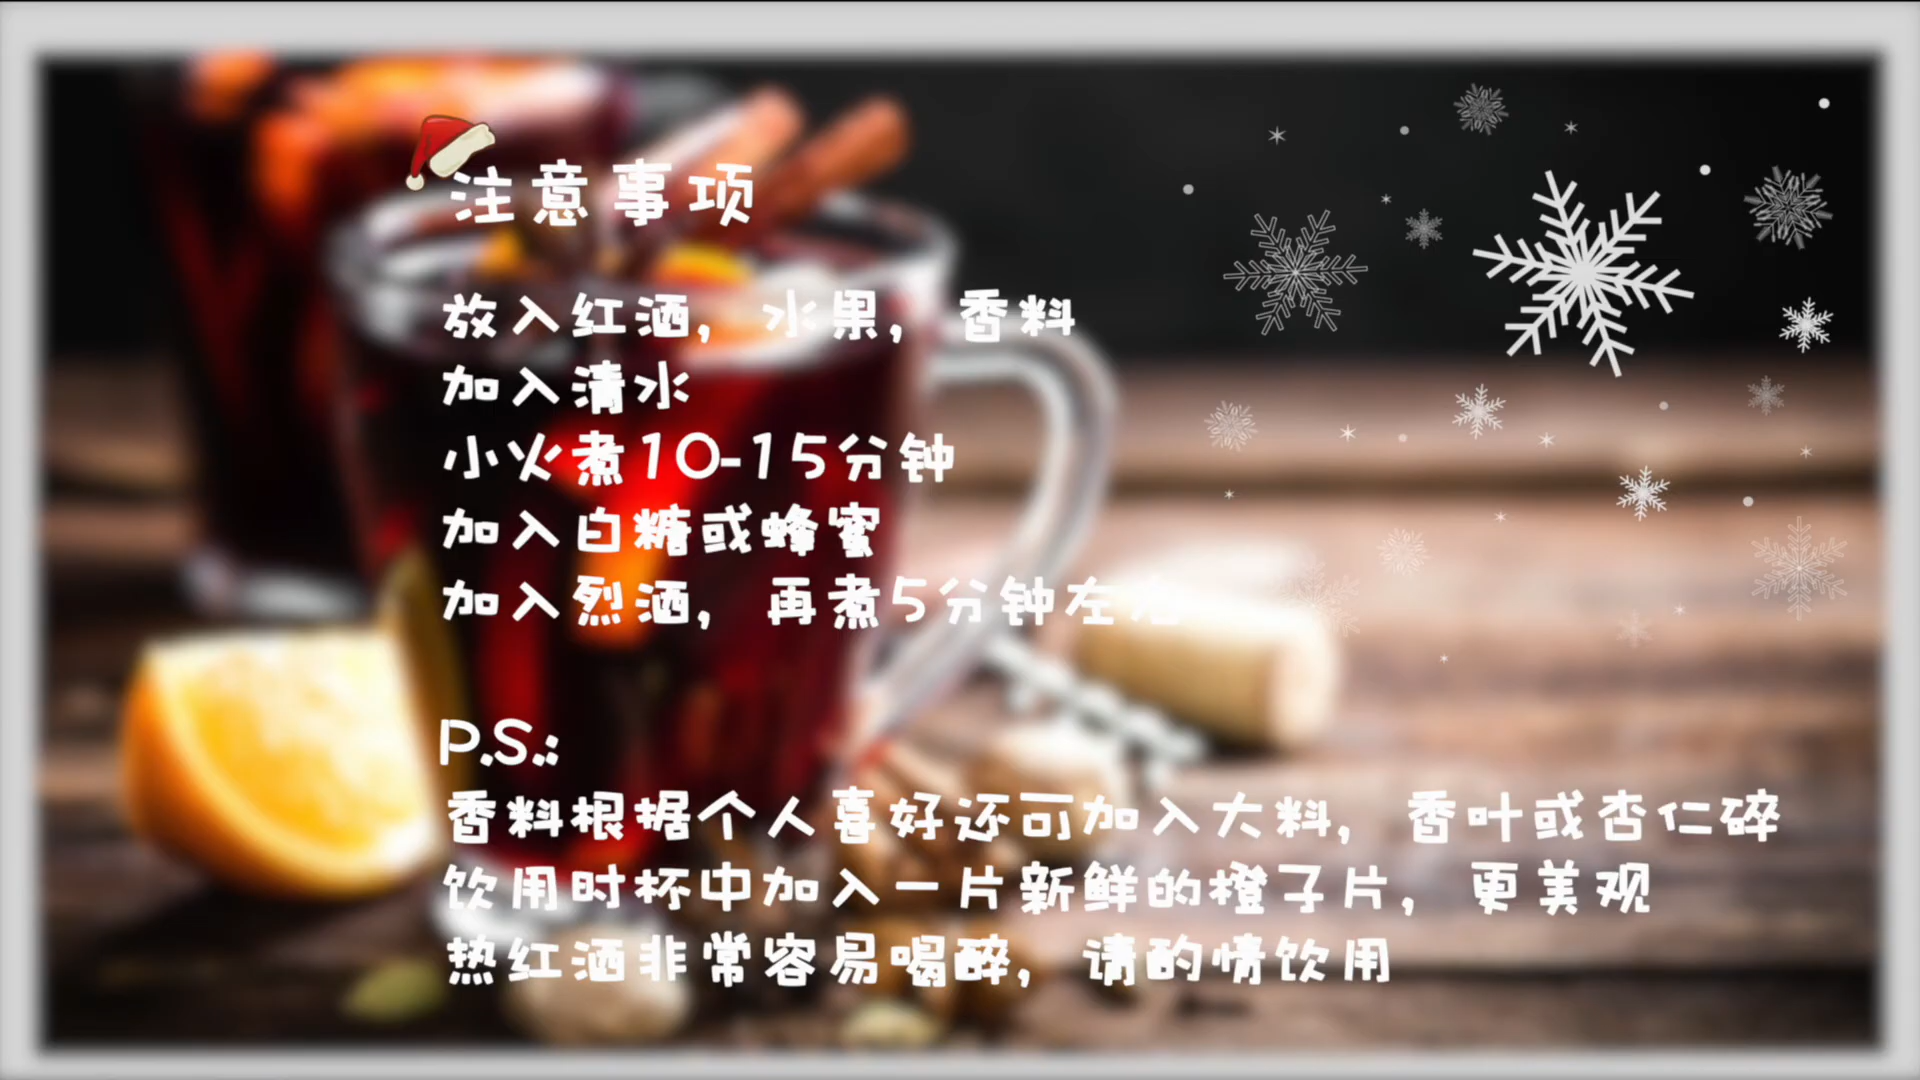 注意事项
放入红酒，水果，香料
加入清水
小火煮10-15分钟
加入白糖或蜂蜜
加入烈酒，再煮5分钟左右
P.S.:
香料根据个人喜好还可加入大料，香叶或杏仁碎
饮用时杯中加入一片新鲜的橙子片，更美观
热红酒非常容易喝醉，请酌情饮用